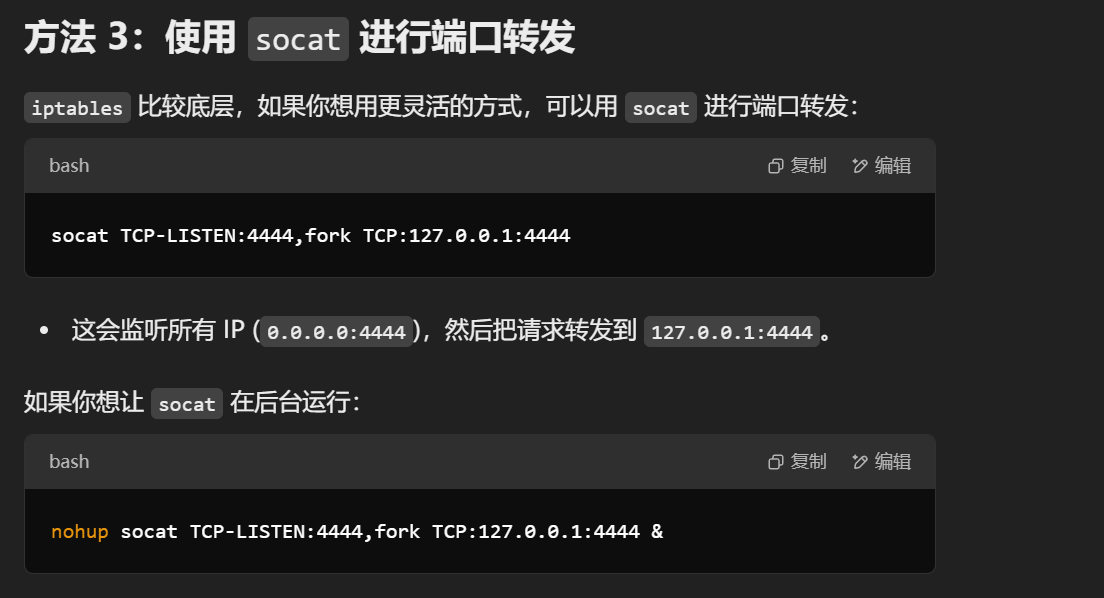 方法 3：使用 socat 进行端口转发
iptables 比较底层，如果你想用更灵活的方式，可以用 socat 进行端口转发：
bash 复制 编辑
socat TCP-LISTEN:4444,fork TCP:127.0.0.1:4444
• 这会监听所有 IP (0.0.0.0:4444)，然后把请求转发到 127.0.0.1:4444。
如果你想让 socat 在后台运行：
bash 复制 编辑
nohup socat TCP-LISTEN:4444,fork TCP:127.0.0.1:4444 &